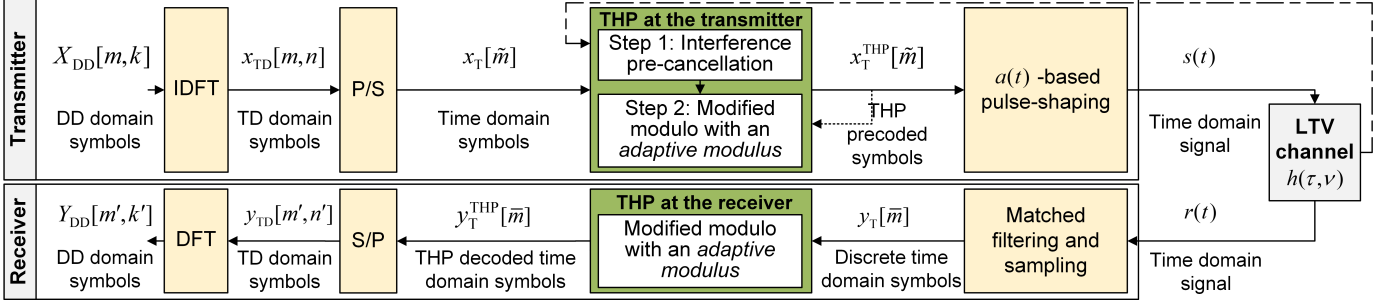 Transmitter
X_DD[m,k]
DD domain
symbols
IDFT
x_TD[m,n]
TD domain
symbols
P/S
x_T[m̃]
Time domain
symbols
THP at the transmitter
Step 1: Interference
pre-cancellation
Step 2: Modified
modulo with an
adaptive modulus
x_T^THP[m̃]
THP
precoded
symbols
a(t) -based
pulse-shaping
s(t)
Time domain
signal
LTV
channel
h(τ,ν)
Receiver
Y_DD[m′,k′]
DD domain
symbols
DFT
y_TD[m′,n′]
TD domain
symbols
S/P
y_T^THP[m̅]
THP decoded time
domain symbols
THP at the receiver
Modified modulo
with an adaptive
modulus
y_T[m̅]
Discrete time
domain symbols
Matched
filtering and
sampling
r(t)
Time domain
signal